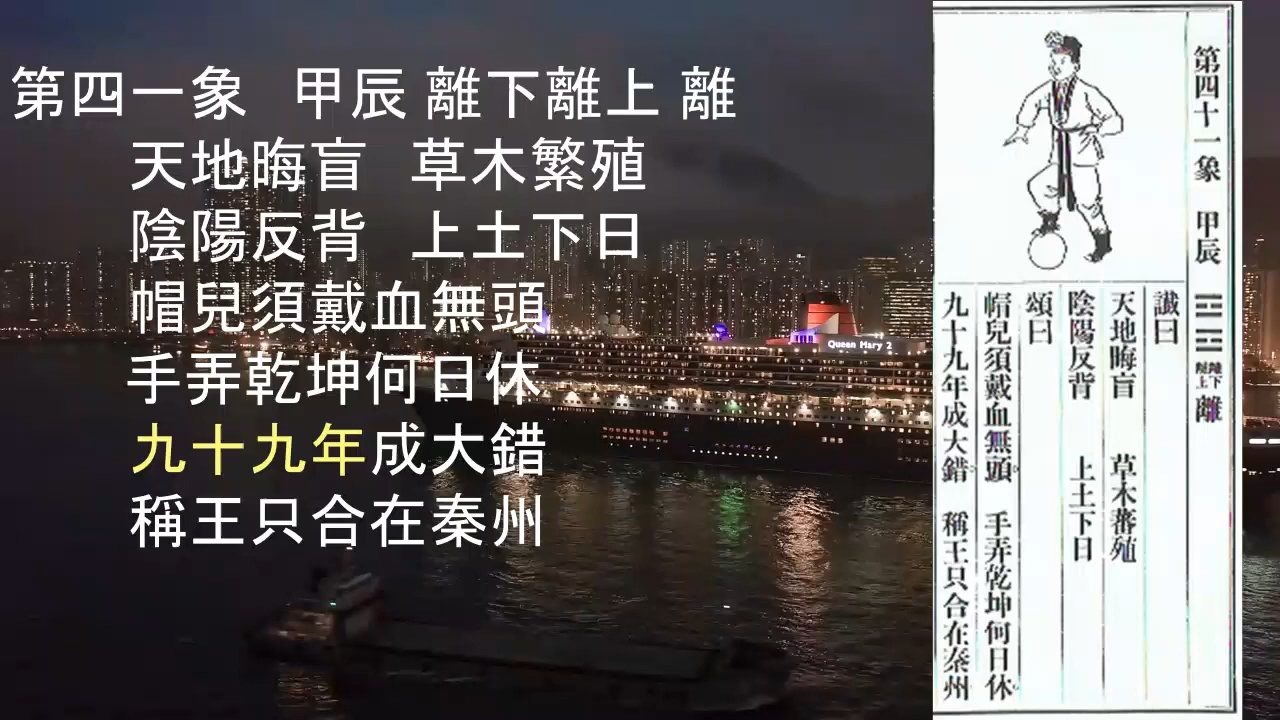 第四一象 甲辰 離下離上 離
天地晦盲 草木繁殖
陰陽反背 上土下日
帽兒須戴血無頭
手弄乾坤何日休
九十九年成大錯
稱王只合在秦州
Queen Mary 2
第四十一象 甲辰 離下離上 離
讖曰
天地晦盲 草木蕃殖
陰陽反背 上土下日
頌曰
帽兒須戴血無頭 手弄乾坤何日休
九十九年成大錯 稱王只合在秦州